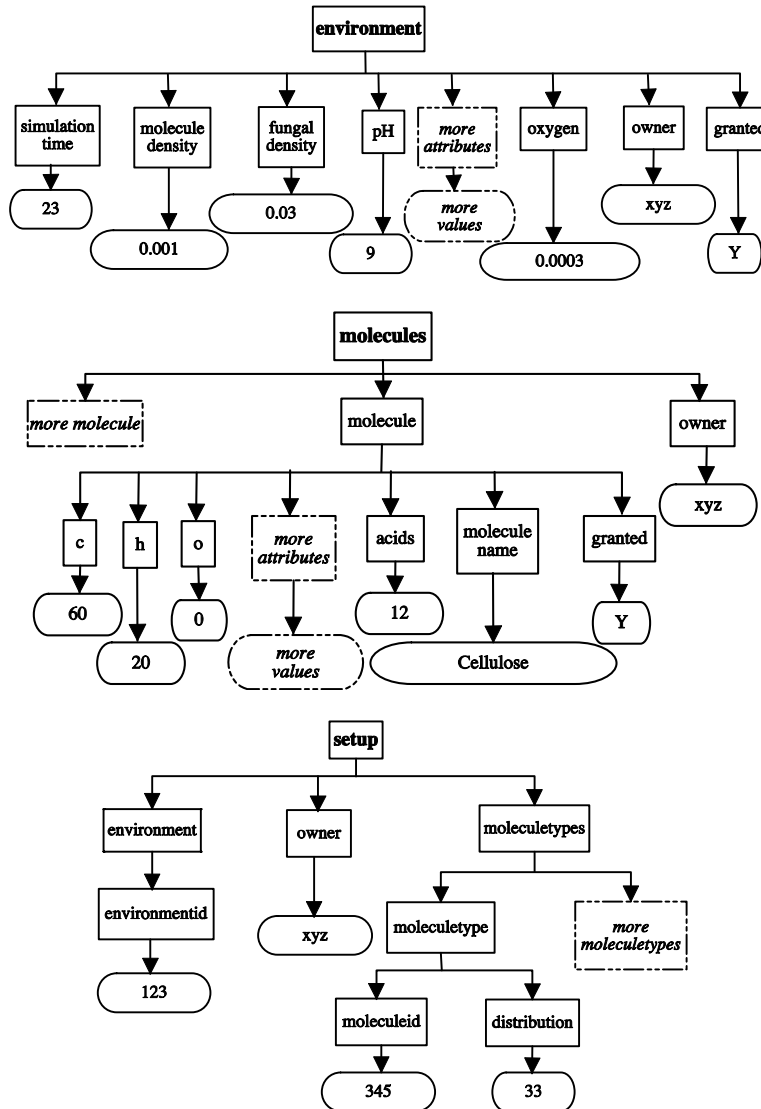 environment
simulation
time
molecule
density
fungal
density
pH
more
attributes
oxygen
owner
granted
23
0.001
0.03
9
more
values
0.0003
xyz
Y
molecules
more molecule
molecule
owner
xyz
c
h
o
more
attributes
acids
molecule
name
granted
60
20
0
more
values
12
Cellulose
Y
setup
environment
owner
moleculetypes
environmentid
xyz
moleculetype
more
moleculetypes
123
moleculeid
distribution
345
33